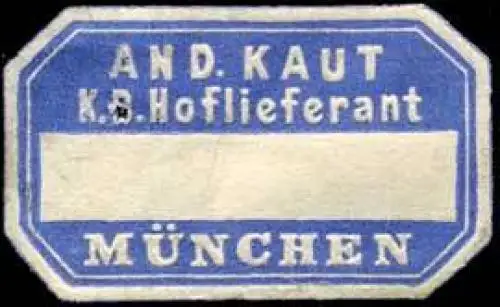 AND. KAUT
K.B. Hoflieferant
MÜNCHEN